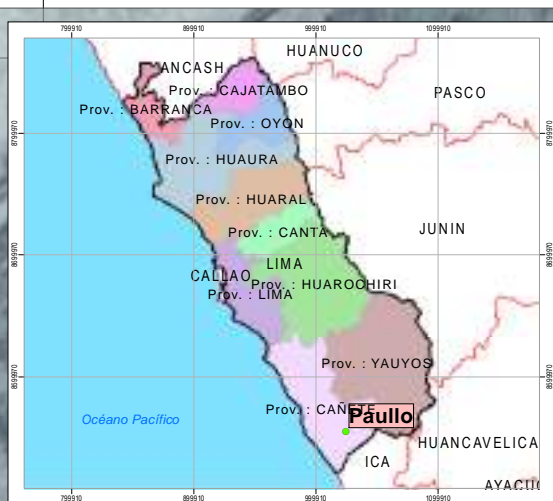 799910 899910 999910 1099910
HUANUCO
ANCASH
Prov. : CAJATAMBO
PASCO
Prov. : BARRANCA
Prov. : OYON
8799970 8799970
Prov. : HUAURA
Prov. : HUARAL
Prov. : CANTA
JUNIN
8699970 8699970
LIMA
CALLAO
Prov. : HUAROCHIRI
Prov. : LIMA
Prov. : YAUYOS
8599970 8599970
Prov. : CAÑETE
Paullo
Océano Pacífico
HUANCAVELICA
ICA
AYACUC
799910 899910 999910 1099910